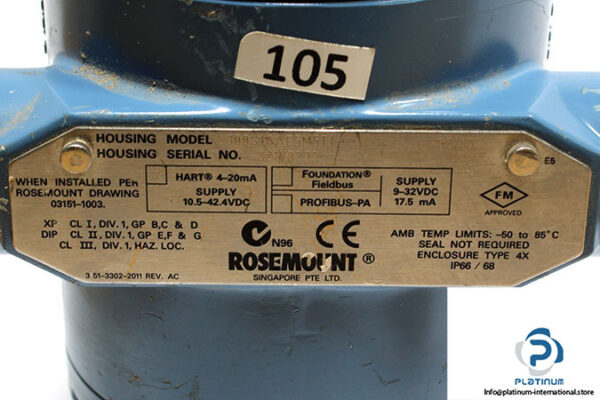 105
HOUSING MODEL
HOUSING SERIAL NO.
E5
WHEN INSTALLED PER
ROSEMOUNT DRAWING
03151-1003.
HART® 4-20mA
SUPPLY
10.5-42.4VDC
FOUNDATION®
Fieldbus
PROFIBUS-PA
SUPPLY
9-32VDC
17.5 mA
FM
APPROVED
XP CL I, DIV. 1, GP B, C & D
DIP CL II, DIV. 1, GP E, F & G
CL III, DIV. 1, HAZ. LOC.
N96
CE
ROSEMOUNT®
SINGAPORE PTE LTD.
AMB TEMP LIMITS: -50 to 85°C
SEAL NOT REQUIRED
ENCLOSURE TYPE 4X
IP66 / 68
3 51-3302-2011 REV. AC
PLATINUM
https://platinum-international.store/